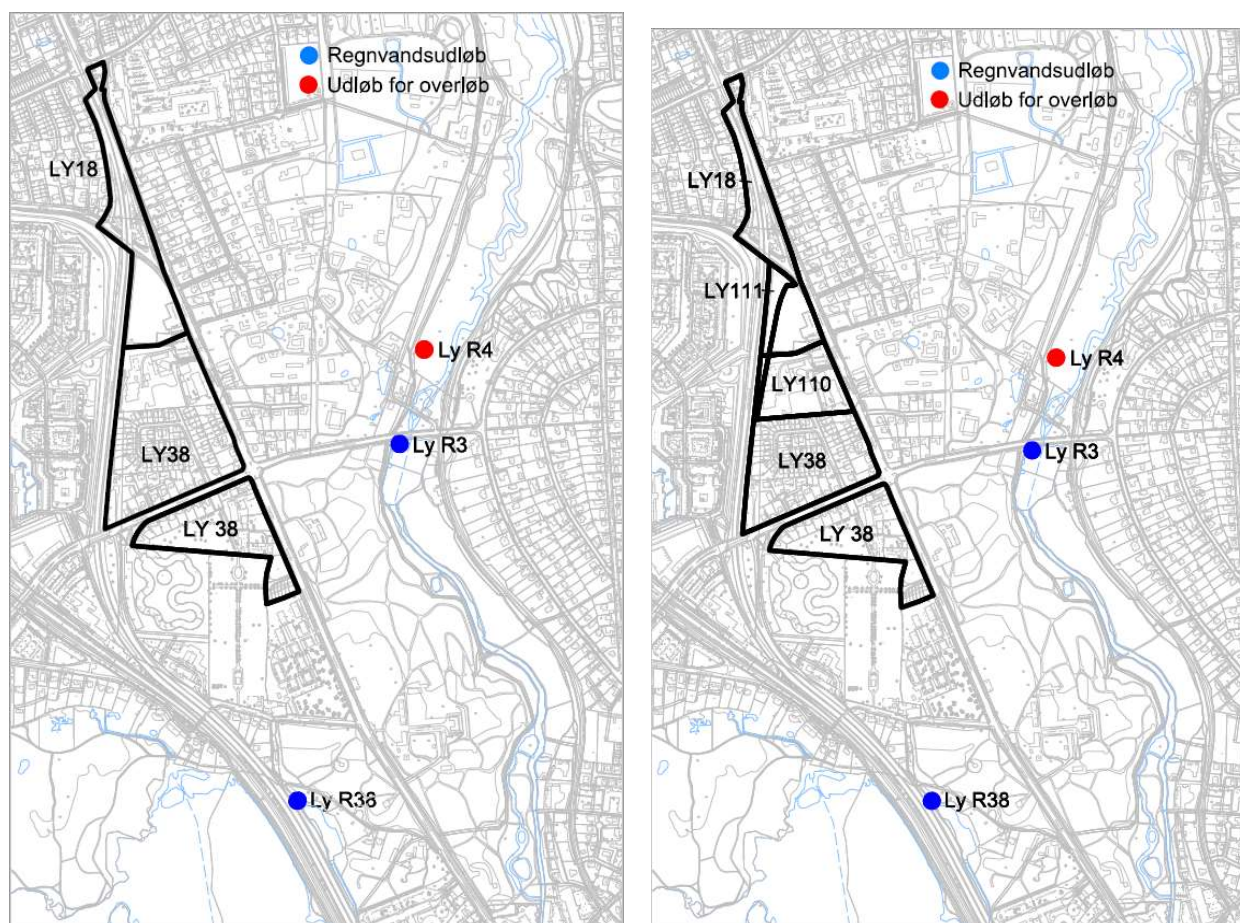 Regnvandsudløb
Udløb for overløb
LY18
Ly R4
Ly R3
LY38
LY 38
Ly R38
Regnvandsudløb
Udløb for overløb
LY18
LY111
Ly R4
LY110
Ly R3
LY38
LY 38
Ly R38